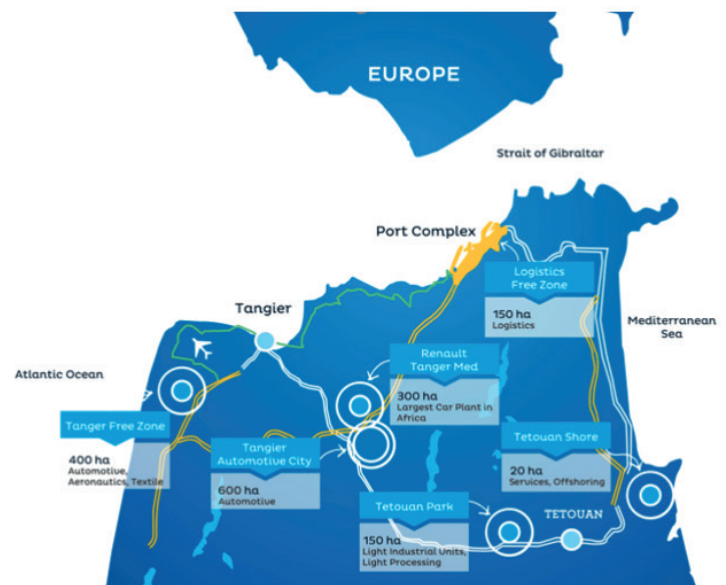 EUROPE
Strait of Gibraltar
Port Complex
Logistics
Free Zone
150 ha
Logistics
Tangier
Mediterranean
Sea
Renault
Tanger Med
300 ha
Largest Car Plant in
Africa
Atlantic Ocean
Tanger Free Zone
400 ha
Automotive,
Aeronautics, Textile
Tangier
Automotive City
600 ha
Automotive
Tetouan Shore
20 ha
Services, Offshoring
Tetouan Park
150 ha
Light Industrial Units,
Light Processing
TETOUAN